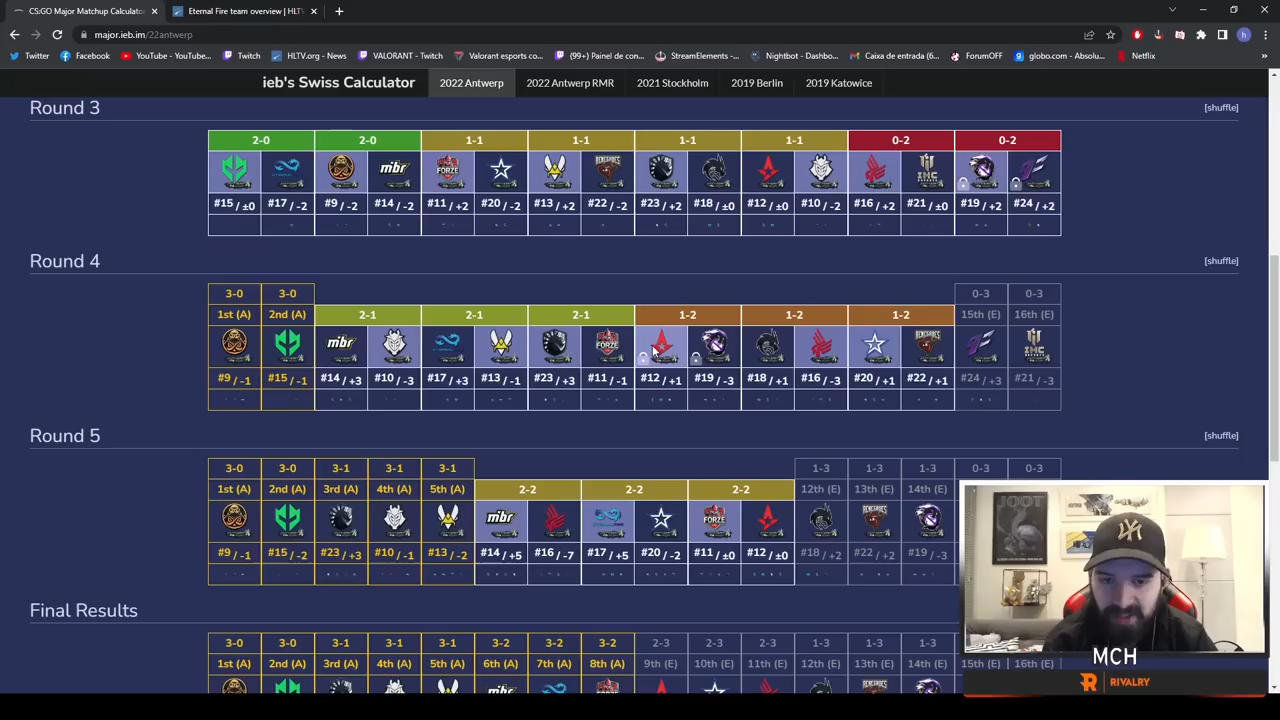 CS:GO Major Matchup Calculato
Eternal Fire team overview | HLTV
major.ieb.im/22antwerp
Twitter Facebook YouTube - YouTube... Twitch HLTV.org - News VALORANT - Twitch Valorant esports co... (99+) Painel de con... StreamElements -... Nightbot - Dashbo... Caixa de entrada (6... ForumOFF globo.com - Absolu... Netflix
ieb's Swiss Calculator 2022 Antwerp 2022 Antwerp RMR 2021 Stockholm 2019 Berlin 2019 Katowice
Round 3 [shuffle]
2-0 2-0 1-1 1-1 1-1 1-1 0-2 0-2
#15 / ±0 #17 / -2 #9 / -2 #14 / -2 #11 / +2 #20 / -2 #13 / +2 #22 / -2 #23 / +2 #18 / ±0 #12 / ±0 #10 / -2 #16 / +2 #21 / ±0 #19 / +2 #24 / +2
Round 4 [shuffle]
3-0 3-0 0-3 0-3
1st (A) 2nd (A) 2-1 2-1 2-1 1-2 1-2 1-2 15th (E) 16th (E)
#9 / -1 #15 / -1 #14 / +3 #10 / -3 #17 / +3 #13 / -1 #23 / +3 #11 / -1 #12 / +1 #19 / -3 #18 / +1 #16 / -3 #20 / +1 #22 / +1 #24 / +3 #21 / -3
Round 5 [shuffle]
3-0 3-0 3-1 3-1 3-1 1-3 1-3 1-3 0-3 0-3
1st (A) 2nd (A) 3rd (A) 4th (A) 5th (A) 2-2 2-2 2-2 12th (E) 13th (E) 14th (E)
#9 / -1 #15 / -2 #23 / +3 #10 / -1 #13 / -2 #14 / +5 #16 / -7 #17 / +5 #20 / -2 #11 / ±0 #12 / ±0 #18 / +2 #22 / +2 #19 / -3
Final Results
3-0 3-0 3-1 3-1 3-1 3-2 3-2 3-2 2-3 2-3 2-3 1-3 1-3 1-3
1st (A) 2nd (A) 3rd (A) 4th (A) 5th (A) 6th (A) 7th (A) 8th (A) 9th (E) 10th (E) 11th (E) 12th (E) 13th (E) 14th (E)
MCH
RIVALRY